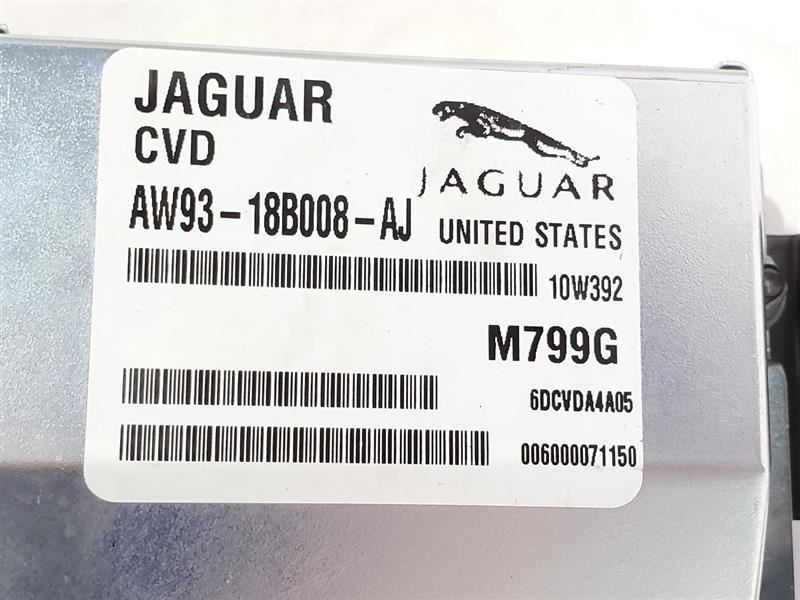 JAGUAR
CVD
JAGUAR
AW93-18B008-AJ
UNITED STATES
10W392
M799G
6DCVDA4A05
006000071150